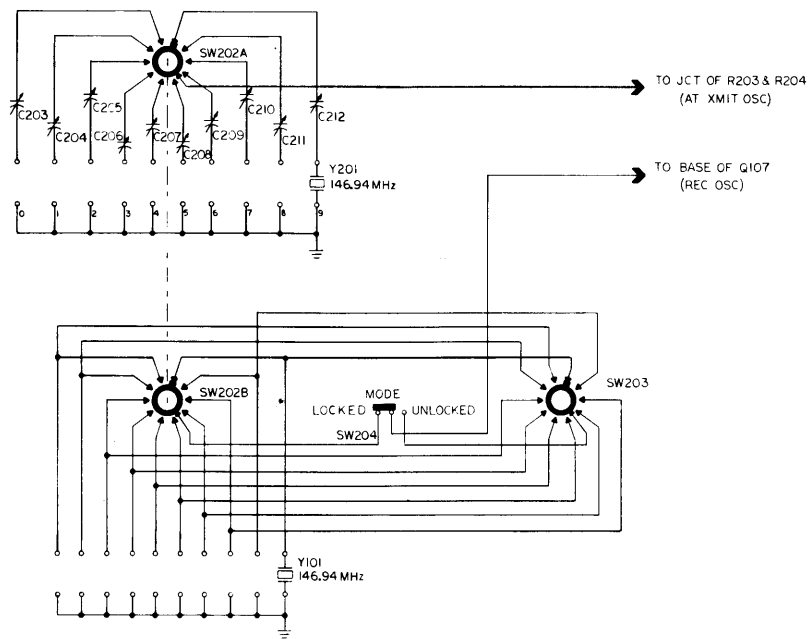 SW202A
TO JCT OF R203 & R204
(AT XMIT OSC)
C203
C204
C205
C206
C207
C208
C209
C210
C211
C212
TO BASE OF Q107
(REC OSC)
Y201
146.94 MHz
0 1 2 3 4 5 6 7 8 9
SW202B
MODE
LOCKED UNLOCKED
SW204
SW203
Y101
146.94 MHz